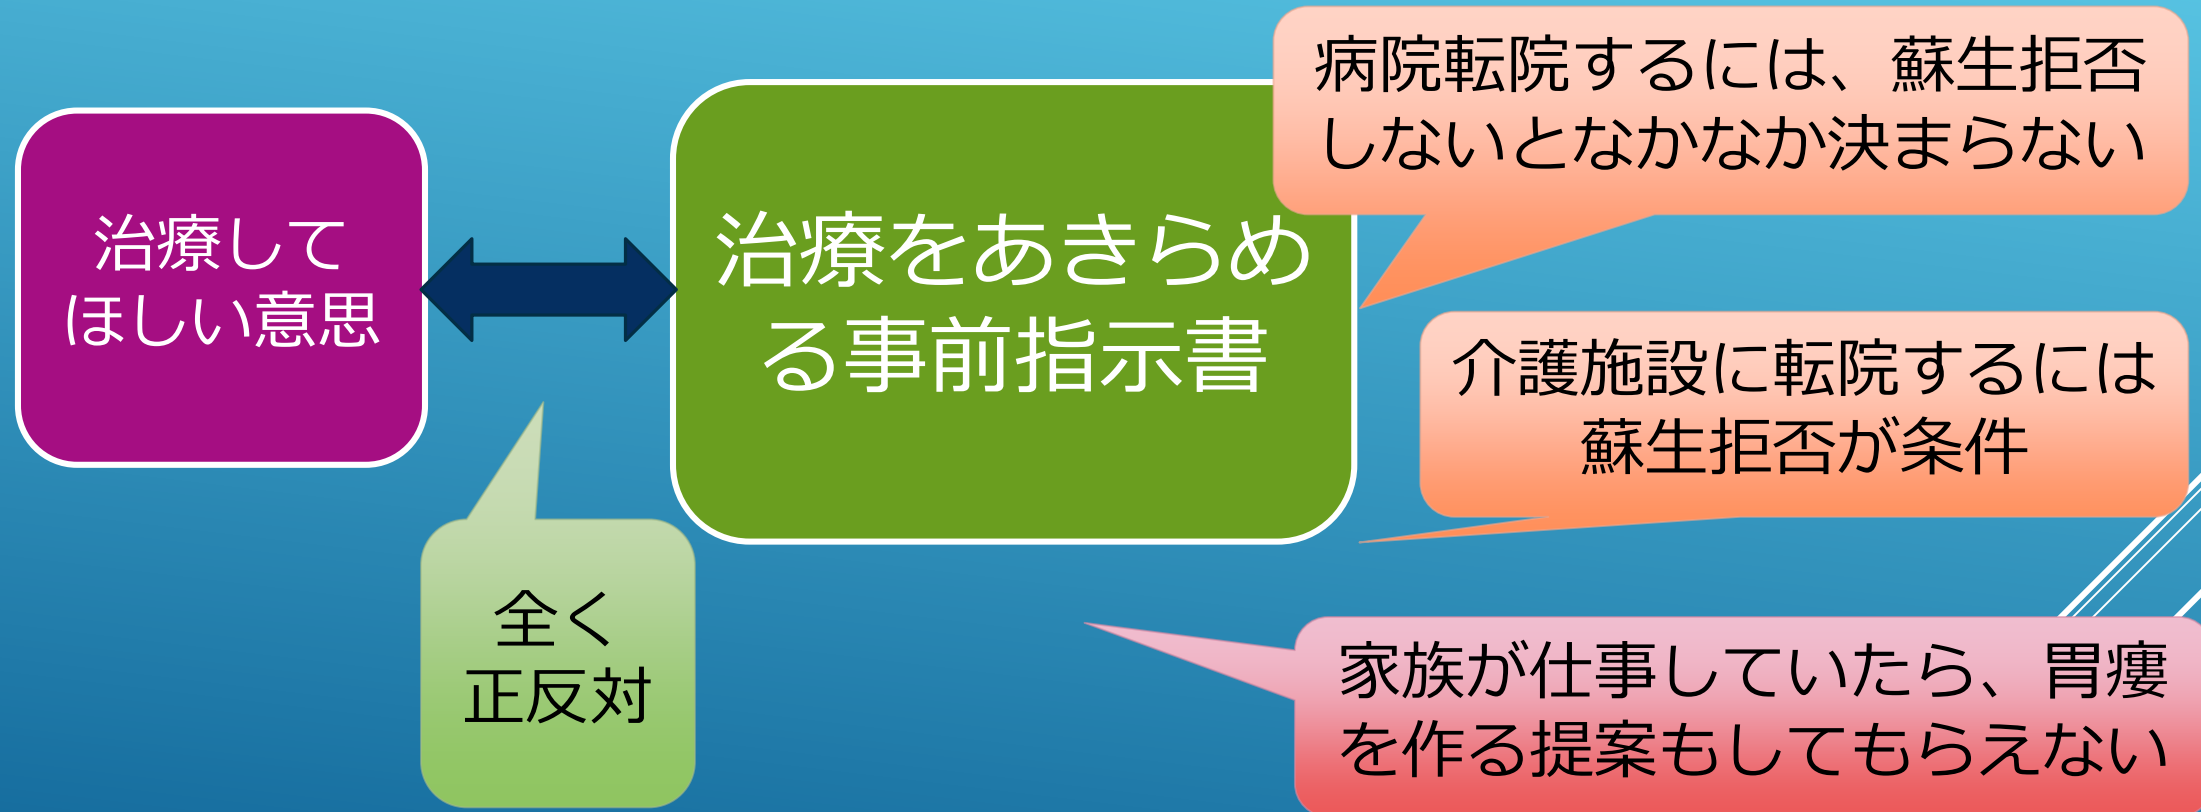 治療して
ほしい意思
治療をあきらめ
る事前指示書
全く
正反対
病院転院するには、蘇生拒否
しないとなかなか決まらない
介護施設に転院するには
蘇生拒否が条件
家族が仕事していたら、胃瘻
を作る提案もしてもらえない